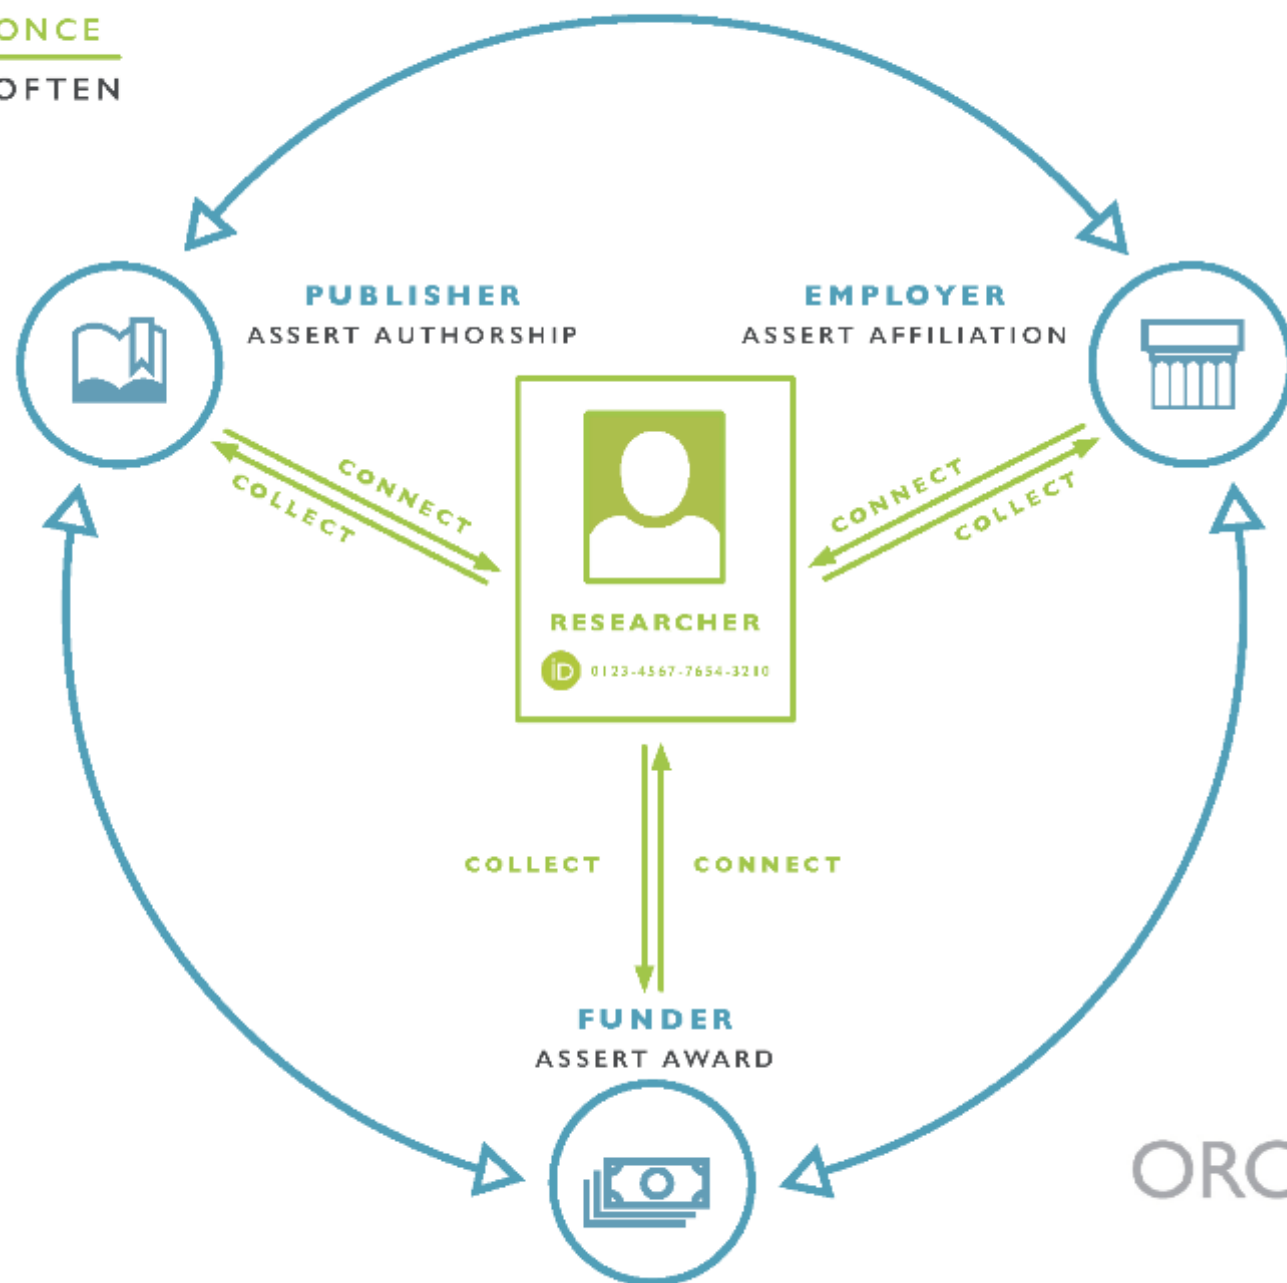 ONCE
OFTEN
PUBLISHER
ASSERT AUTHORSHIP
EMPLOYER
ASSERT AFFILIATION
CONNECT
COLLECT
CONNECT
COLLECT
RESEARCHER
iD 0123-4567-7654-3210
COLLECT
CONNECT
FUNDER
ASSERT AWARD
ORC